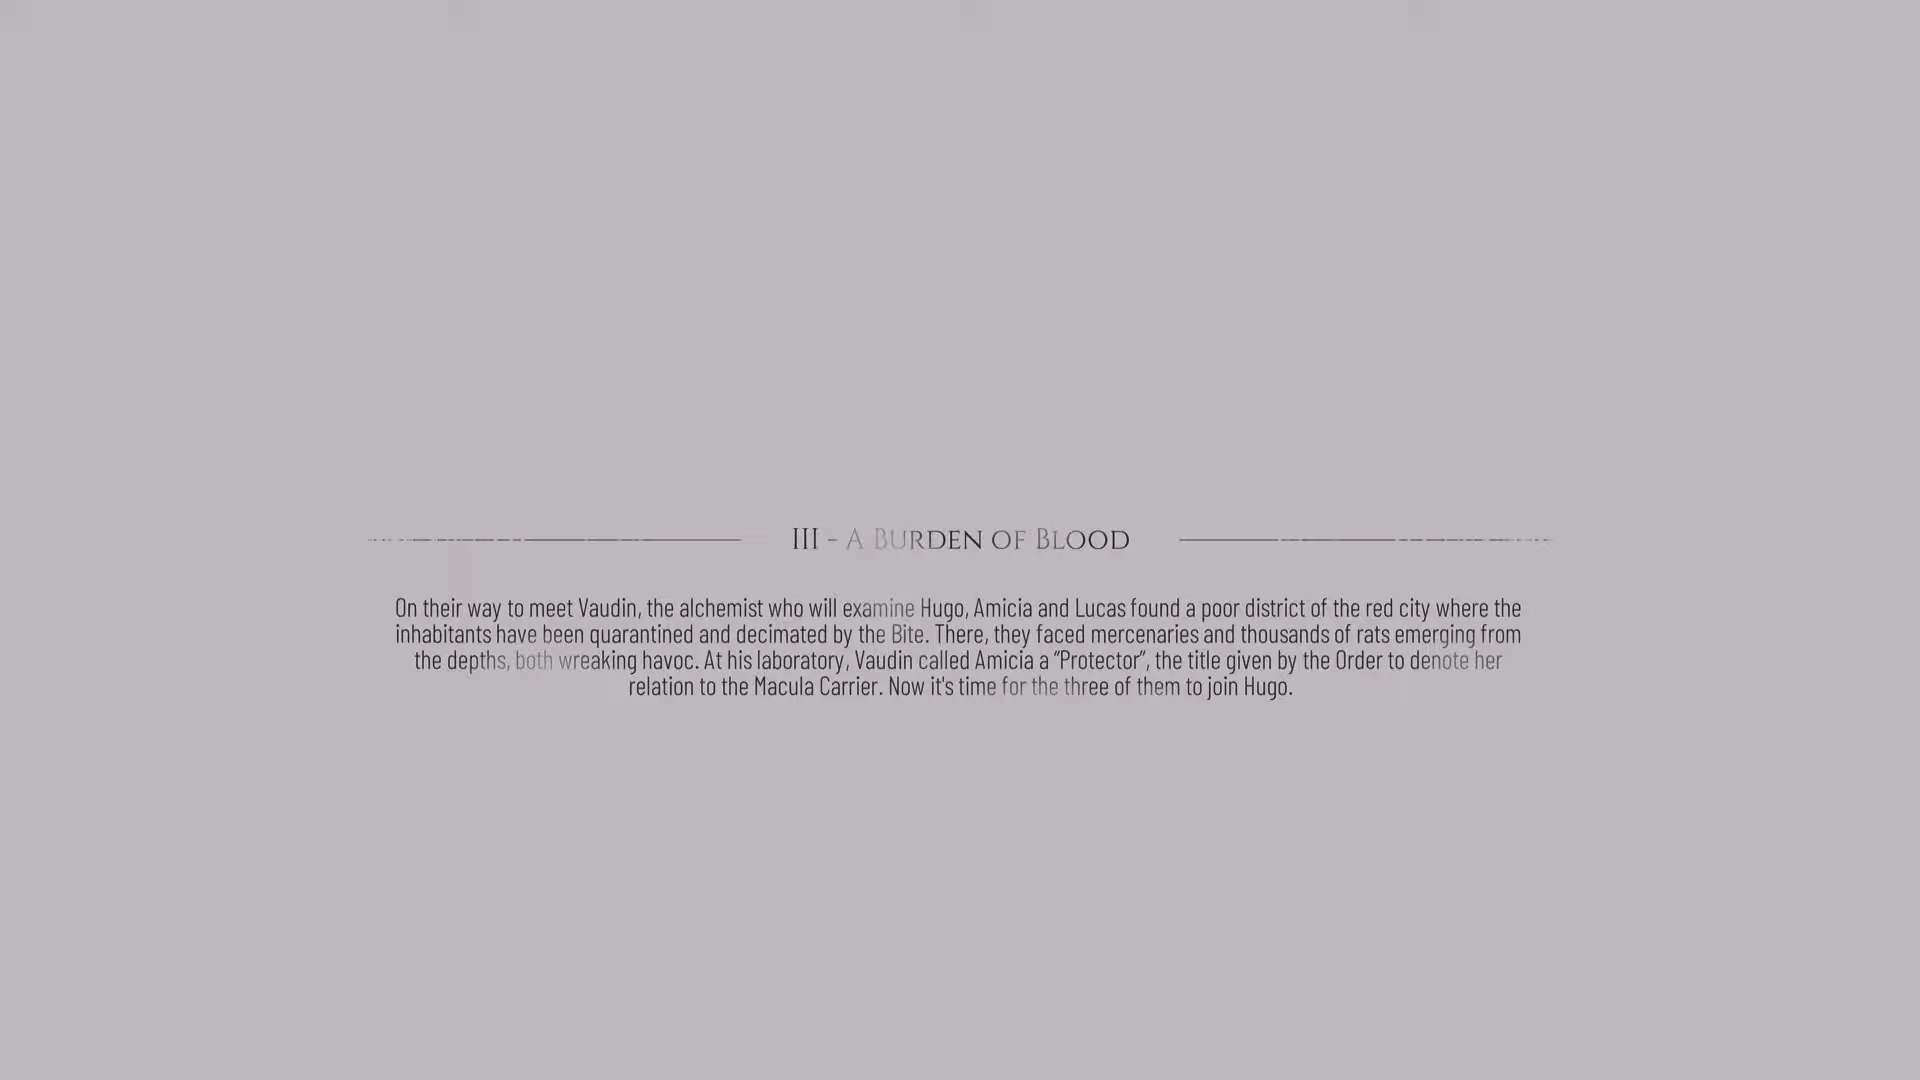 III - A Burden of Blood
On their way to meet Vaudin, the alchemist who will examine Hugo, Amicia and Lucas found a poor district of the red city where the
inhabitants have been quarantined and decimated by the Bite. There, they faced mercenaries and thousands of rats emerging from
the depths, both wreaking havoc. At his laboratory, Vaudin called Amicia a “Protector”, the title given by the Order to denote her
relation to the Macula Carrier. Now it's time for the three of them to join Hugo.